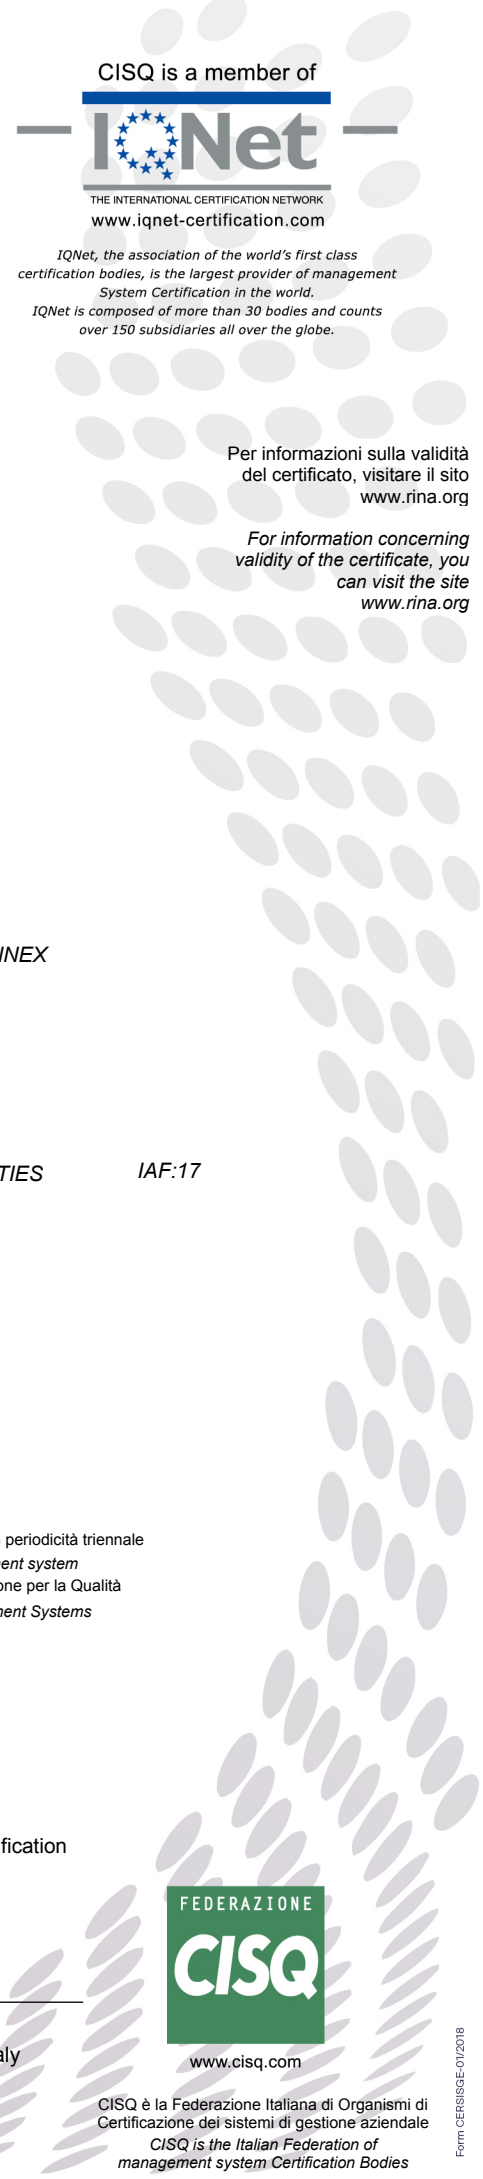 CISQ is a member of
IQNet
THE INTERNATIONAL CERTIFICATION NETWORK
www.iqnet-certification.com
IQNet, the association of the world's first class
certification bodies, is the largest provider of management
System Certification in the world.
IQNet is composed of more than 30 bodies and counts
over 150 subsidiaries all over the globe.
Per informazioni sulla validità
del certificato, visitare il sito
www.rina.org
For information concerning
validity of the certificate, you
can visit the site
www.rina.org
INEX
TIES IAF:17
periodicità triennale
ent system
one per la Qualità
nent Systems
fication
aly
FEDERAZIONE
CISQ
www.cisq.com
CISQ è la Federazione Italiana di Organismi di
Certificazione dei sistemi di gestione aziendale
CISQ is the Italian Federation of
management system Certification Bodies
Form CERSISGE-01/2018